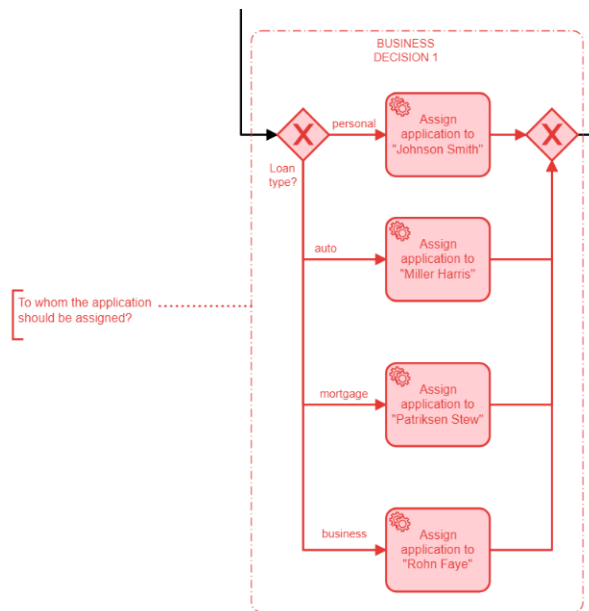 BUSINESS
DECISION 1
personal
Assign
application to
"Johnson Smith"
Loan
type?
auto
Assign
application to
"Miller Harris"
To whom the application
should be assigned?
mortgage
Assign
application to
"Patriksen Stew"
business
Assign
application to
"Rohn Faye"